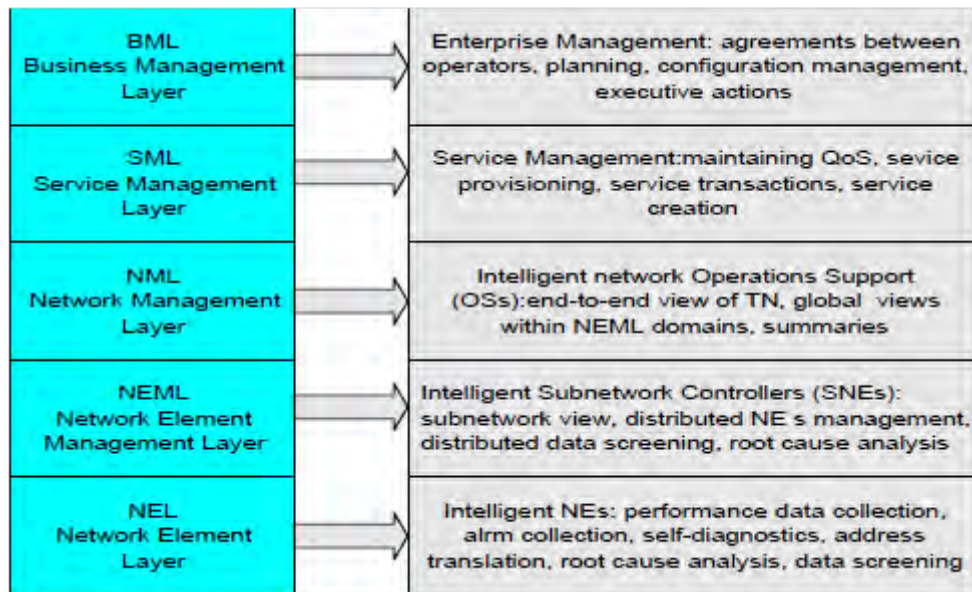 BML
Business Management
Layer
Enterprise Management: agreements between
operators, planning, configuration management,
executive actions
SML
Service Management
Layer
Service Management:maintaining QoS, sevice
provisioning, service transactions, service
creation
NML
Network Management
Layer
Intelligent network Operations Support
(OSs):end-to-end view of TN, global views
within NEML domains, summaries
NEML
Network Element
Management Layer
Intelligent Subnetwork Controllers (SNEs):
subnetwork view, distributed NE s management,
distributed data screening, root cause analysis
NEL
Network Element
Layer
Intelligent NEs: performance data collection,
alrm collection, self-diagnostics, address
translation, root cause analysis, data screening